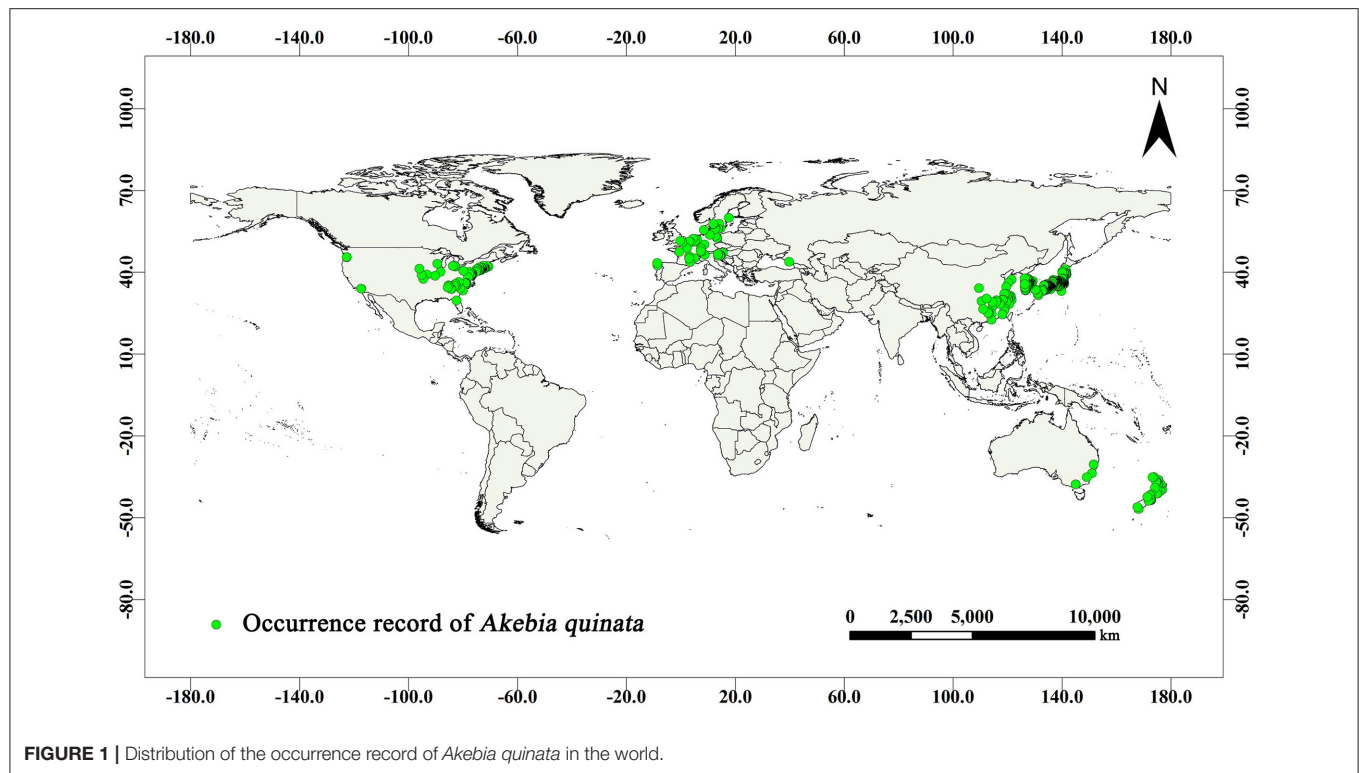 -180.0 -140.0 -100.0 -60.0 -20.0 20.0 60.0 100.0 140.0 180.0
N
100.0 100.0
70.0 70.0
40.0 40.0
10.0 10.0
-20.0 -20.0
-50.0 -50.0
-80.0 -80.0
Occurrence record of Akebia quinata
0 2,500 5,000 10,000
km
-180.0 -140.0 -100.0 -60.0 -20.0 20.0 60.0 100.0 140.0 180.0
FIGURE 1 | Distribution of the occurrence record of Akebia quinata in the world.